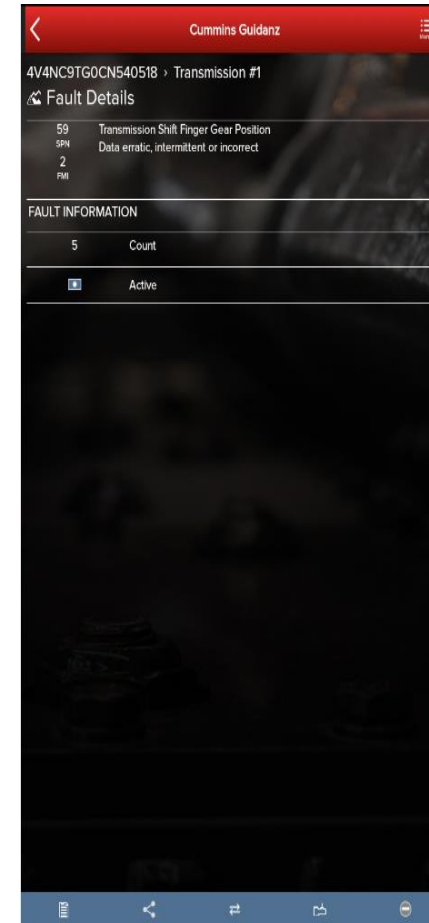 Cummins Guidanz
4V4NC9TG0CN540518 › Transmission #1
Fault Details
59 Transmission Shift Finger Gear Position
SPN Data erratic, intermittent or incorrect
2
FMI
FAULT INFORMATION
5 Count
Active